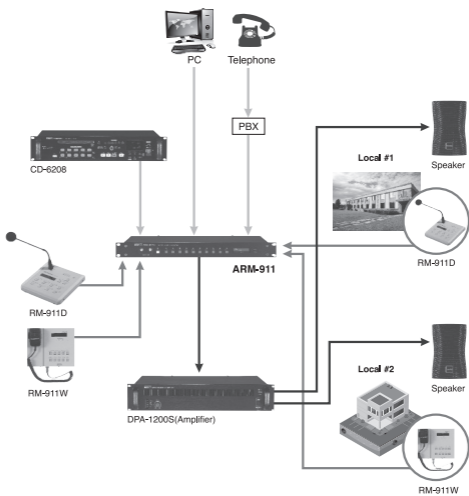 PC
Telephone
PBX
CD-6208
Local #1
Speaker
ARM-911
RM-911D
RM-911D
RM-911W
DPA-1200S(Amplifier)
Local #2
Speaker
RM-911W